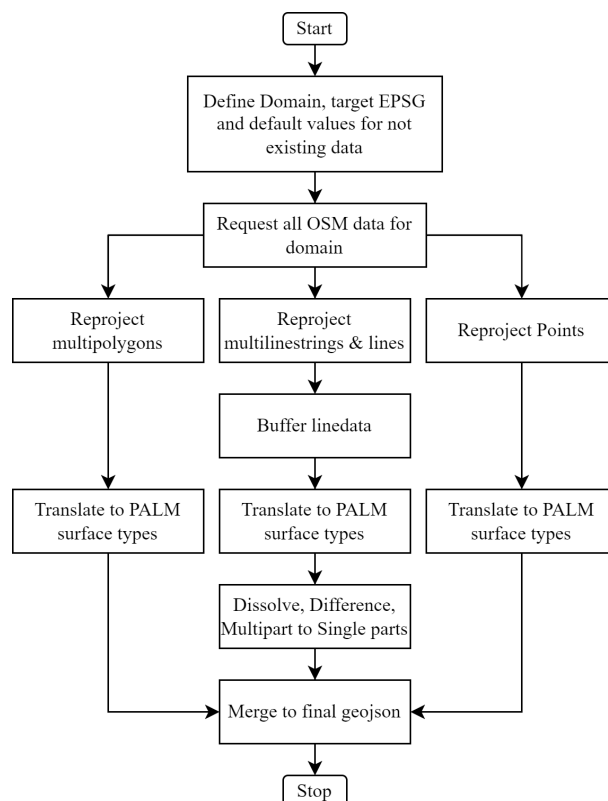 Start
Define Domain, target EPSG
and default values for not
existing data
Request all OSM data for
domain
Reproject
multipolygons
Reproject
multilinestrings & lines
Reproject Points
Buffer linedata
Translate to PALM
surface types
Translate to PALM
surface types
Translate to PALM
surface types
Dissolve, Difference,
Multipart to Single parts
Merge to final geojson
Stop